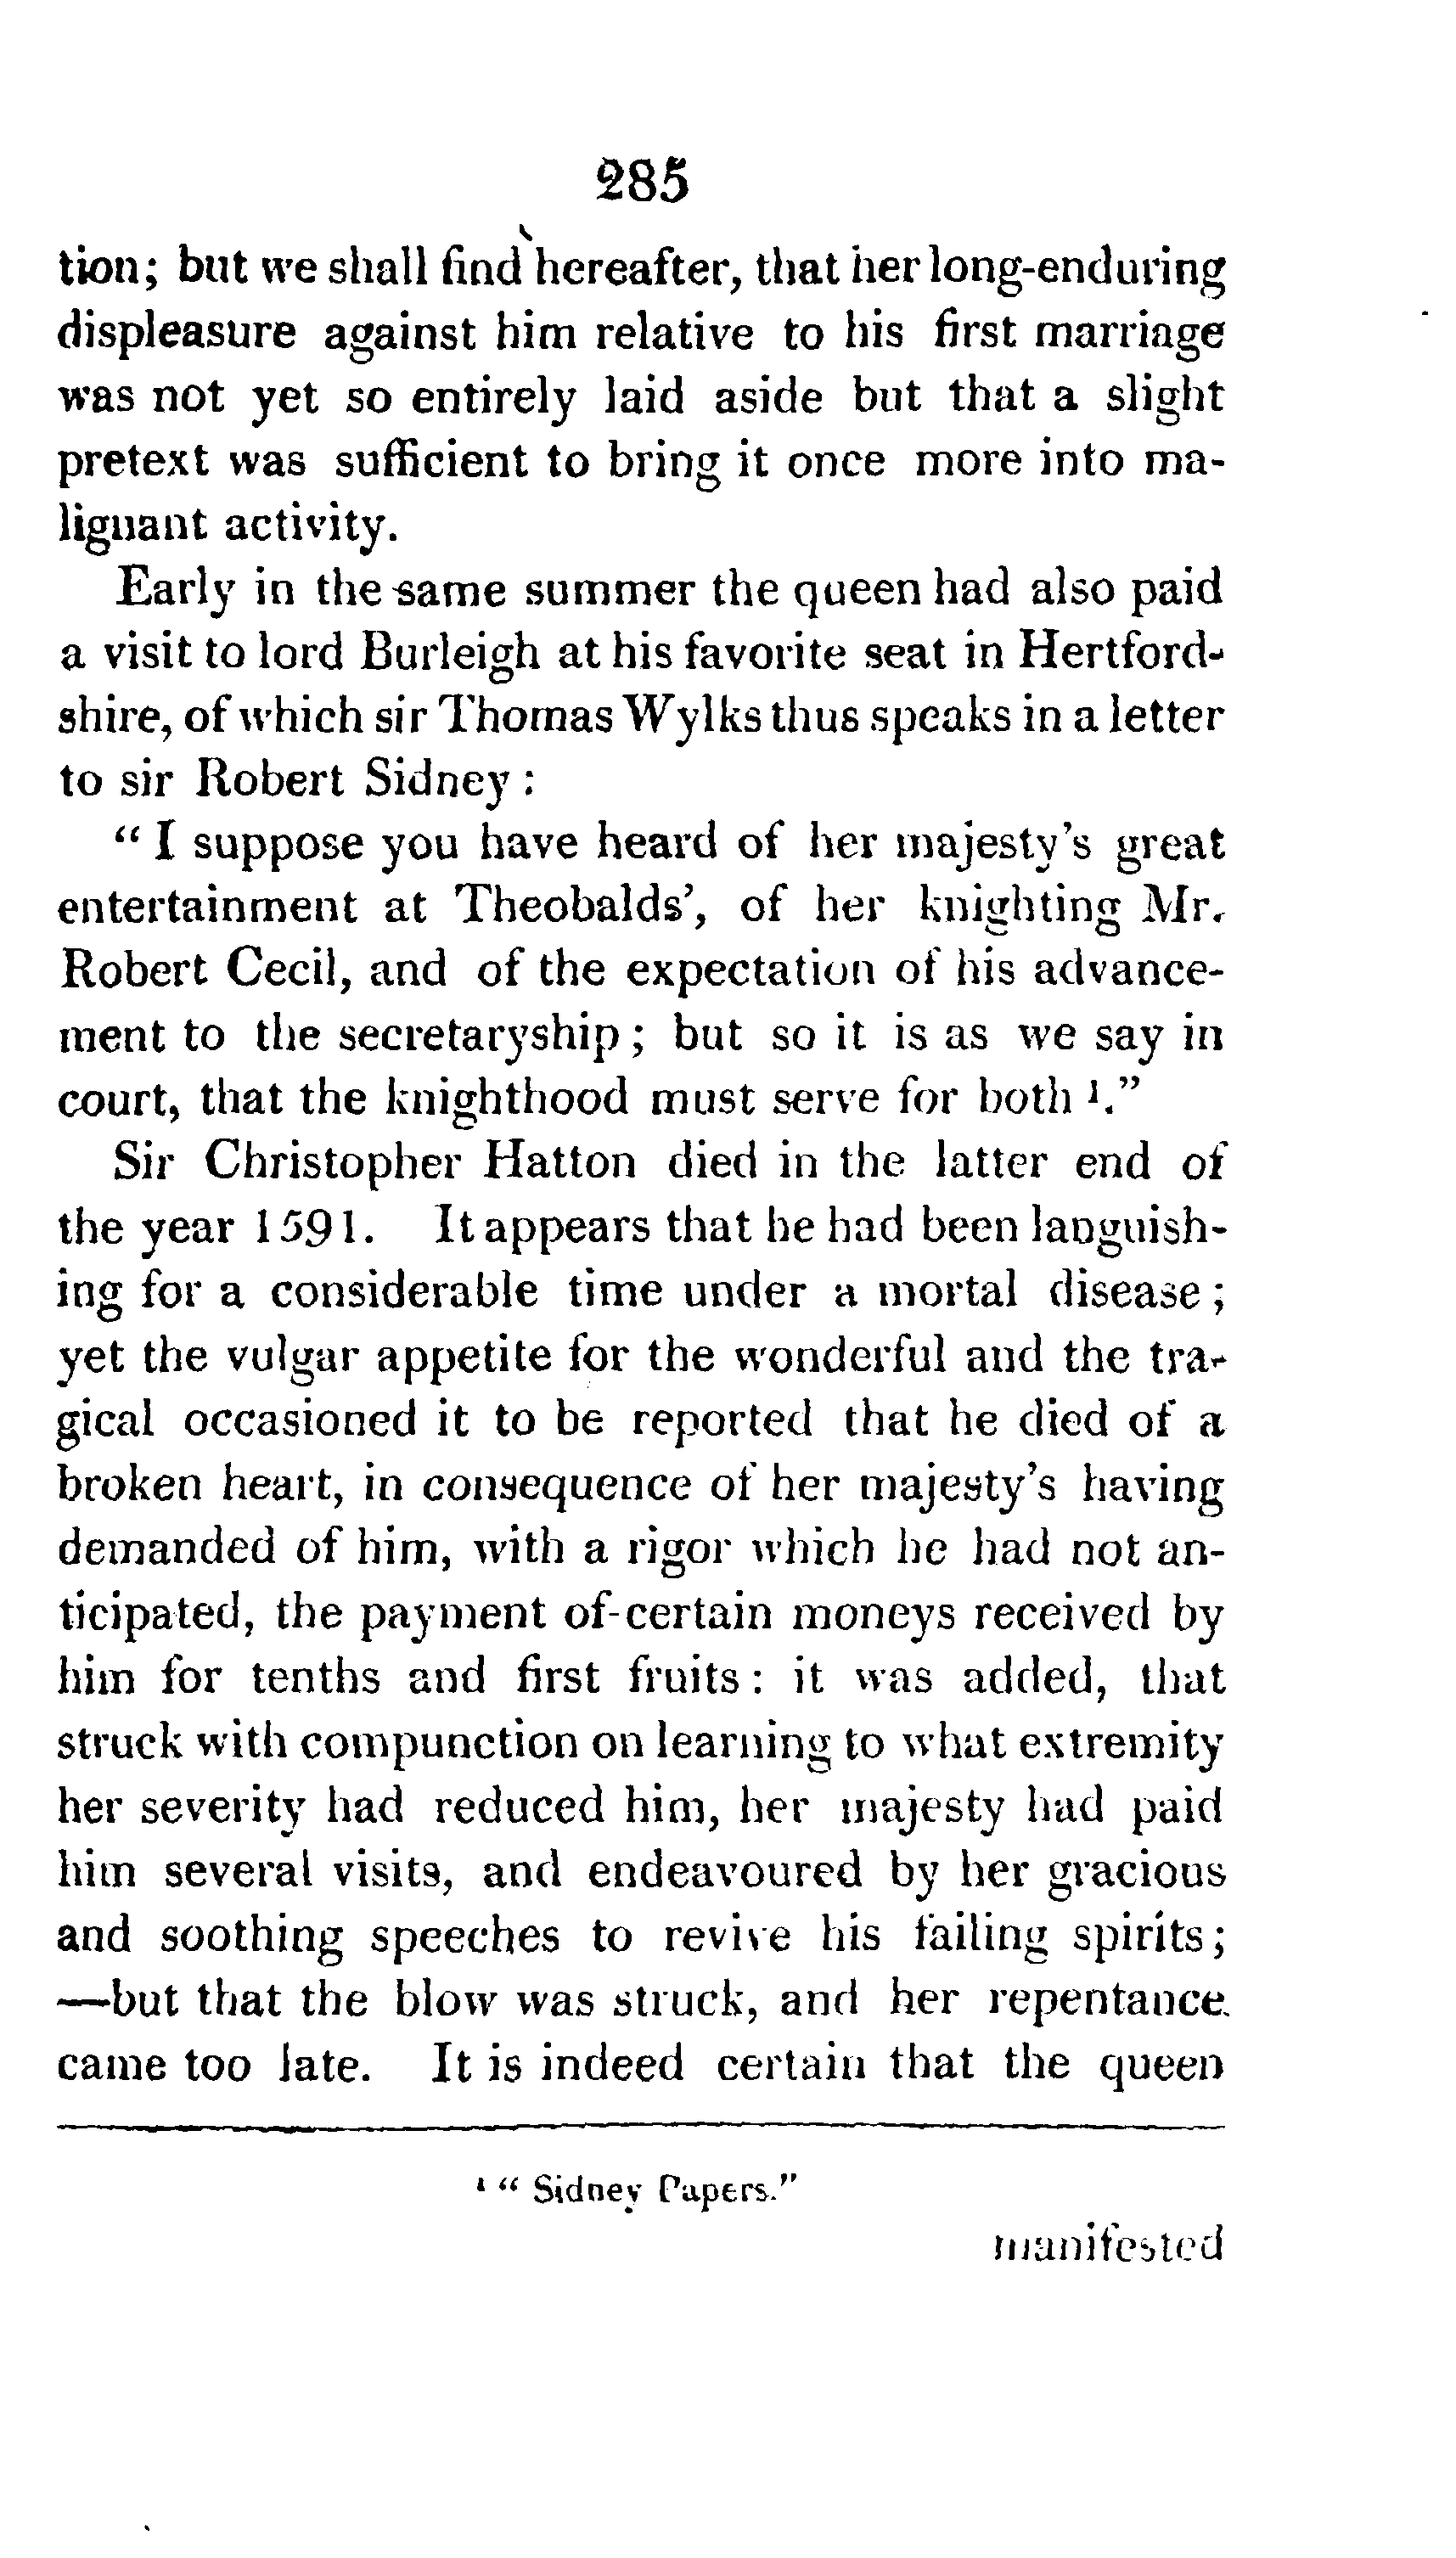 285
tion; but we shall find hereafter, that her long-enduring
displeasure against him relative to his first marriage
was not yet so entirely laid aside but that a slight
pretext was sufficient to bring it once more into ma-
lignant activity.
Early in the same summer the queen had also paid
a visit to lord Burleigh at his favorite seat in Hertford-
shire, of which sir Thomas Wylks thus speaks in a letter
to sir Robert Sidney :
“ I suppose you have heard of her majesty's great
entertainment at Theobalds', of her knighting Mr.
Robert Cecil, and of the expectation of his advance-
ment to the secretaryship ; but so it is as we say in
court, that the knighthood must serve for both ¹.”
Sir Christopher Hatton died in the latter end of
the year 1591. It appears that he had been languish-
ing for a considerable time under a mortal disease ;
yet the vulgar appetite for the wonderful and the tra-
gical occasioned it to be reported that he died of a
broken heart, in consequence of her majesty's having
demanded of him, with a rigor which he had not an-
ticipated, the payment of certain moneys received by
him for tenths and first fruits : it was added, that
struck with compunction on learning to what extremity
her severity had reduced him, her majesty had paid
him several visits, and endeavoured by her gracious
and soothing speeches to revive his failing spirits ;
—but that the blow was struck, and her repentance
came too late. It is indeed certain that the queen
¹ “ Sidney Papers.”
manifested